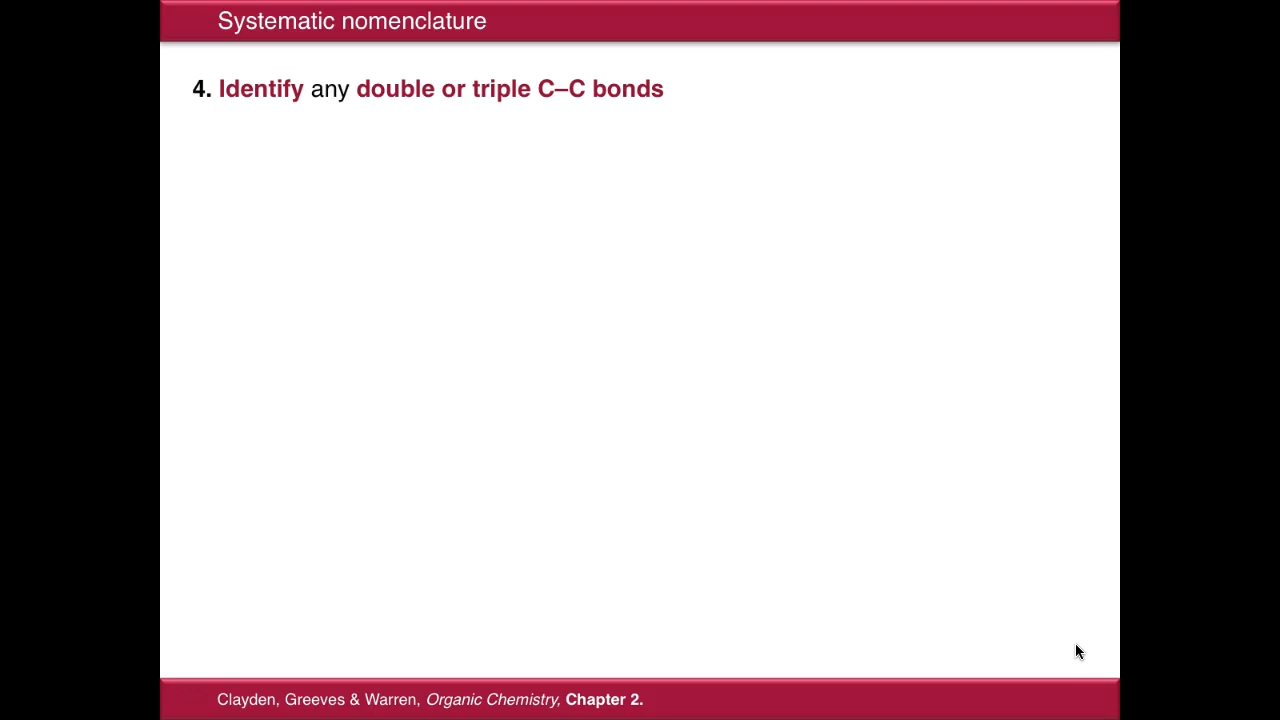 Systematic nomenclature
4. Identify any double or triple C–C bonds
Clayden, Greeves & Warren, Organic Chemistry, Chapter 2.